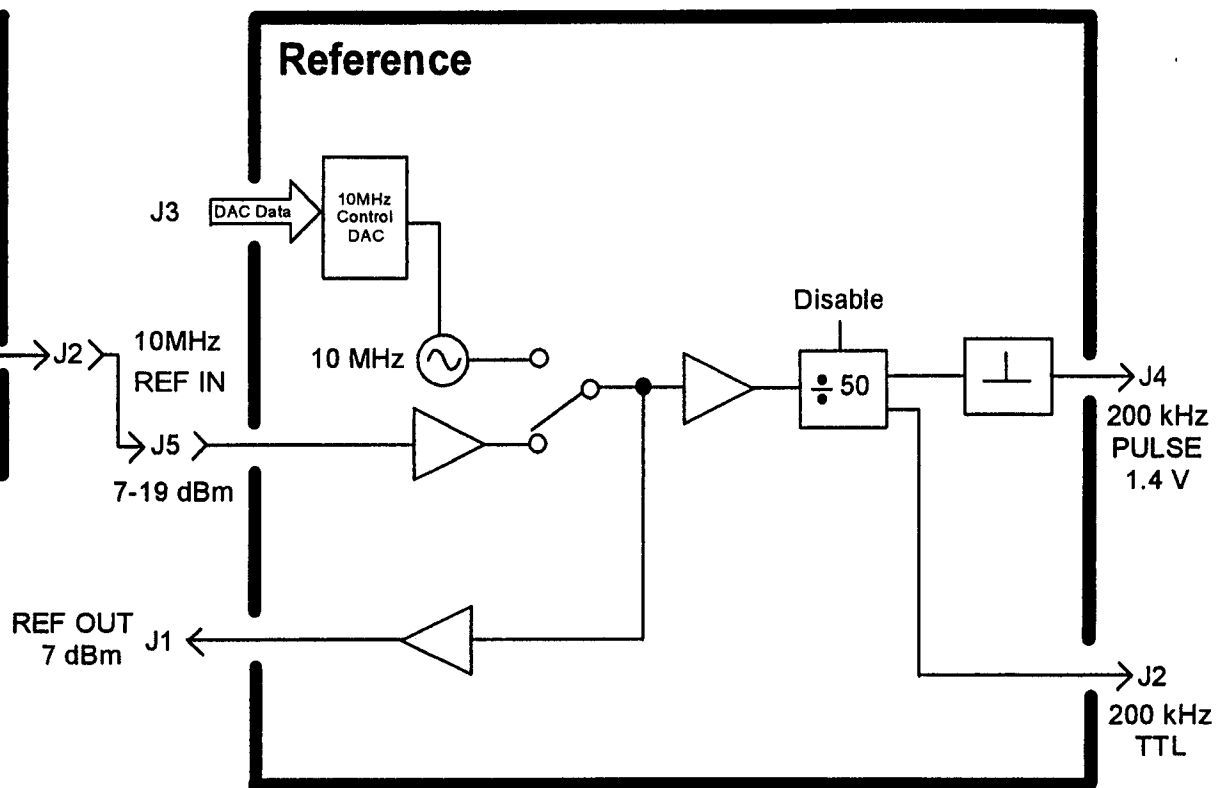 Reference
J3
DAC Data
10MHz
Control
DAC
Disable
J2
10MHz
REF IN
10 MHz
÷ 50
J4
200 kHz
PULSE
1.4 V
J5
7-19 dBm
REF OUT
7 dBm
J1
J2
200 kHz
TTL